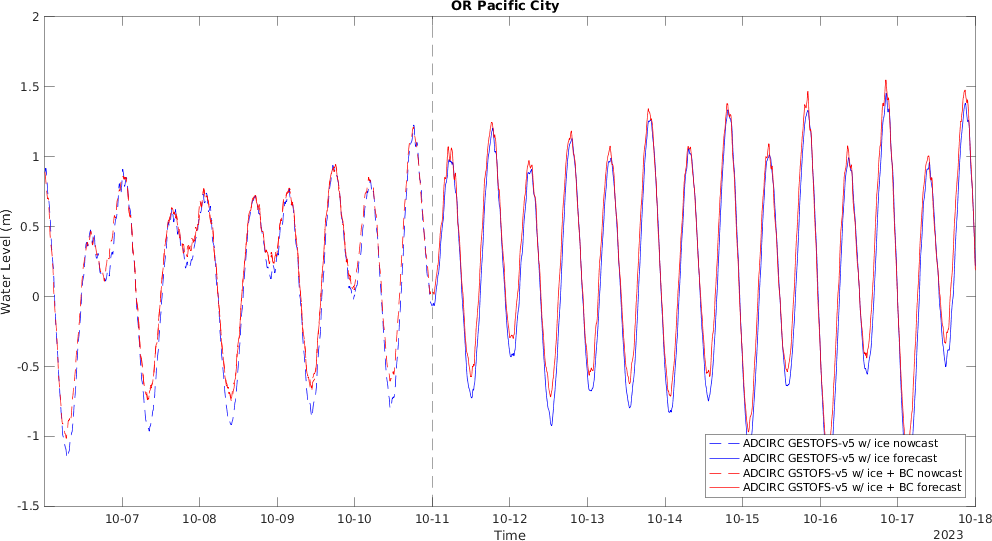 OR Pacific City
2
1.5
1
0.5
0
-0.5
-1
-1.5
Water Level (m)
ADCIRC GESTOFS-v5 w/ ice nowcast
ADCIRC GESTOFS-v5 w/ ice forecast
ADCIRC GSTOFS-v5 w/ ice + BC nowcast
ADCIRC GSTOFS-v5 w/ ice + BC forecast
10-07 10-08 10-09 10-10 10-11 10-12 10-13 10-14 10-15 10-16 10-17 10-18
Time
2023